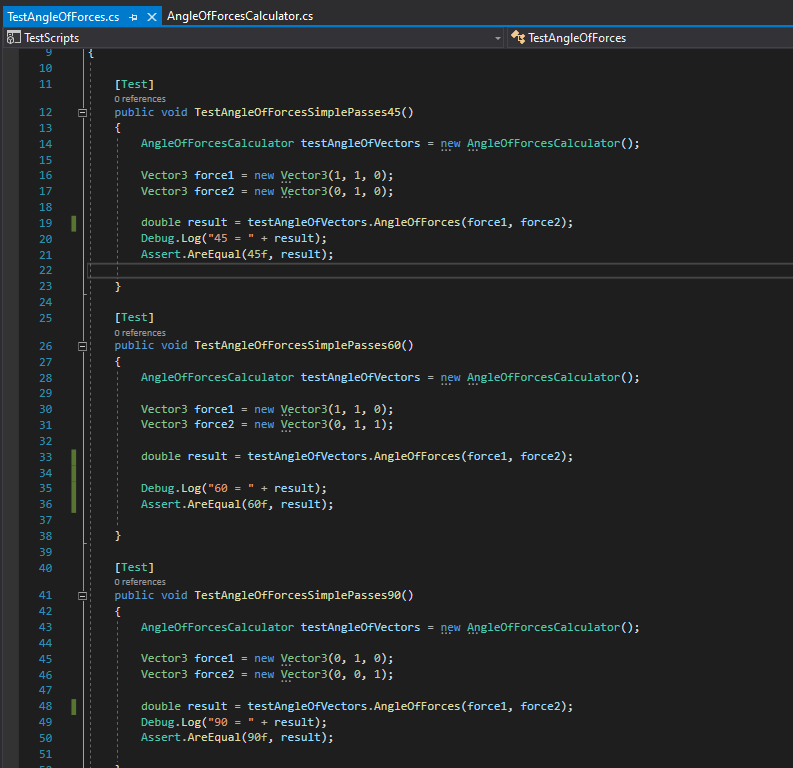 TestAngleOfForces.cs
AngleOfForcesCalculator.cs
TestScripts
TestAngleOfForces
9 {
10
11 [Test]
0 references
12 public void TestAngleOfForcesSimplePasses45()
13 {
14 AngleOfForcesCalculator testAngleOfVectors = new AngleOfForcesCalculator();
15
16 Vector3 force1 = new Vector3(1, 1, 0);
17 Vector3 force2 = new Vector3(0, 1, 0);
18
19 double result = testAngleOfVectors.AngleOfForces(force1, force2);
20 Debug.Log("45 = " + result);
21 Assert.AreEqual(45f, result);
22
23 }
24
25 [Test]
0 references
26 public void TestAngleOfForcesSimplePasses60()
27 {
28 AngleOfForcesCalculator testAngleOfVectors = new AngleOfForcesCalculator();
29
30 Vector3 force1 = new Vector3(1, 1, 0);
31 Vector3 force2 = new Vector3(0, 1, 1);
32
33 double result = testAngleOfVectors.AngleOfForces(force1, force2);
34
35 Debug.Log("60 = " + result);
36 Assert.AreEqual(60f, result);
37
38 }
39
40 [Test]
0 references
41 public void TestAngleOfForcesSimplePasses90()
42 {
43 AngleOfForcesCalculator testAngleOfVectors = new AngleOfForcesCalculator();
44
45 Vector3 force1 = new Vector3(0, 1, 0);
46 Vector3 force2 = new Vector3(0, 0, 1);
47
48 double result = testAngleOfVectors.AngleOfForces(force1, force2);
49 Debug.Log("90 = " + result);
50 Assert.AreEqual(90f, result);
51